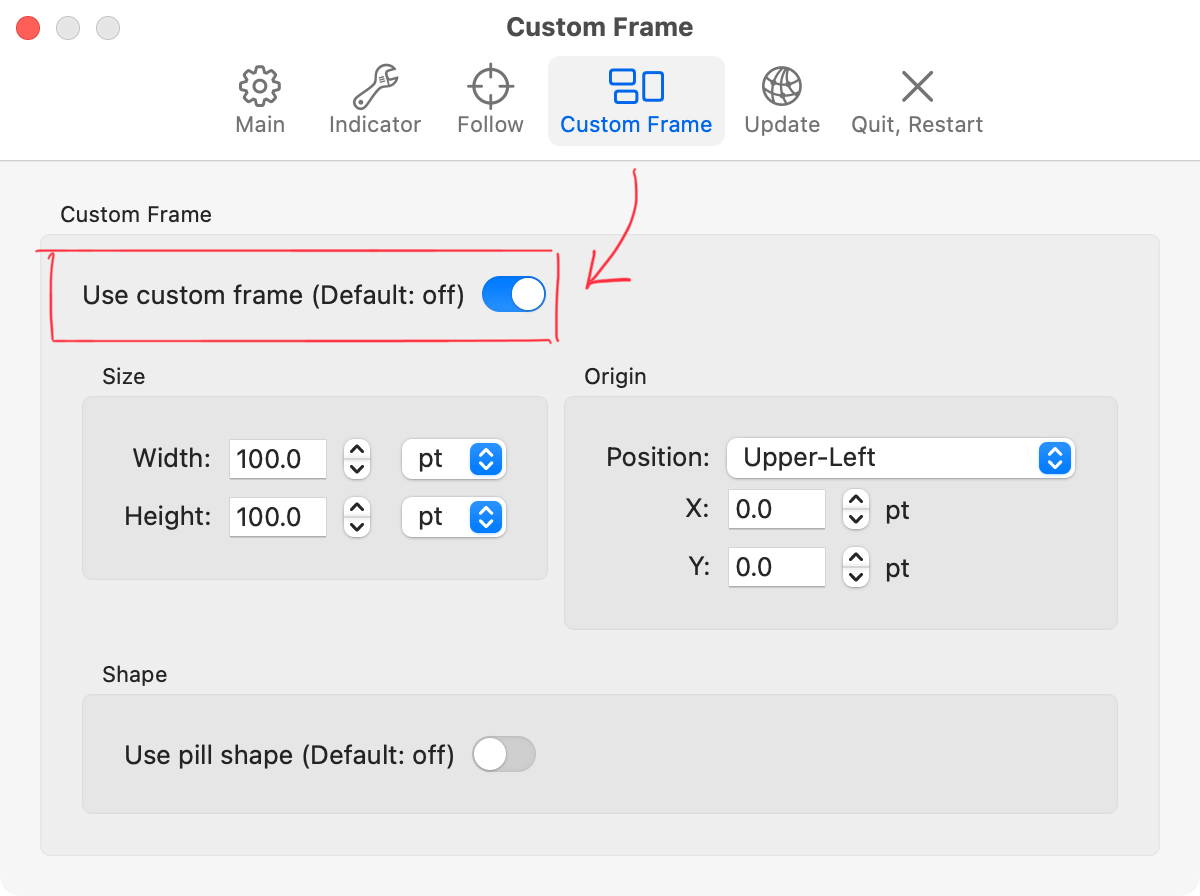 Custom Frame
Main Indicator Follow Custom Frame Update Quit, Restart
Custom Frame
Use custom frame (Default: off)
Size
Width: 100.0 pt
Height: 100.0 pt
Origin
Position: Upper-Left
X: 0.0 pt
Y: 0.0 pt
Shape
Use pill shape (Default: off)